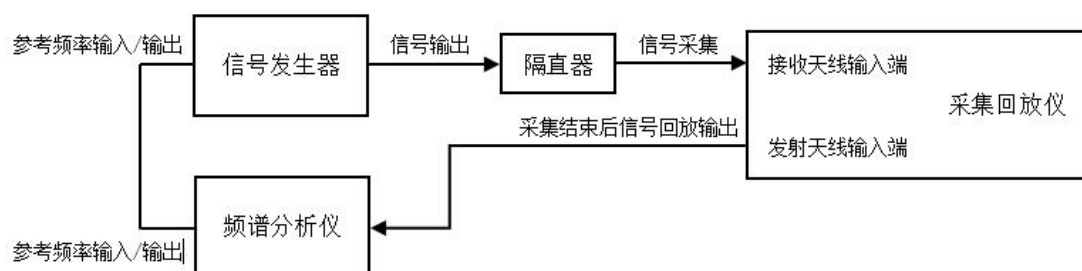 参考频率输入/输出
信号发生器
信号输出
隔直器
信号采集
接收天线输入端
采集回放仪
采集结束后信号回放输出
发射天线输入端
频谱分析仪
参考频率输入/输出